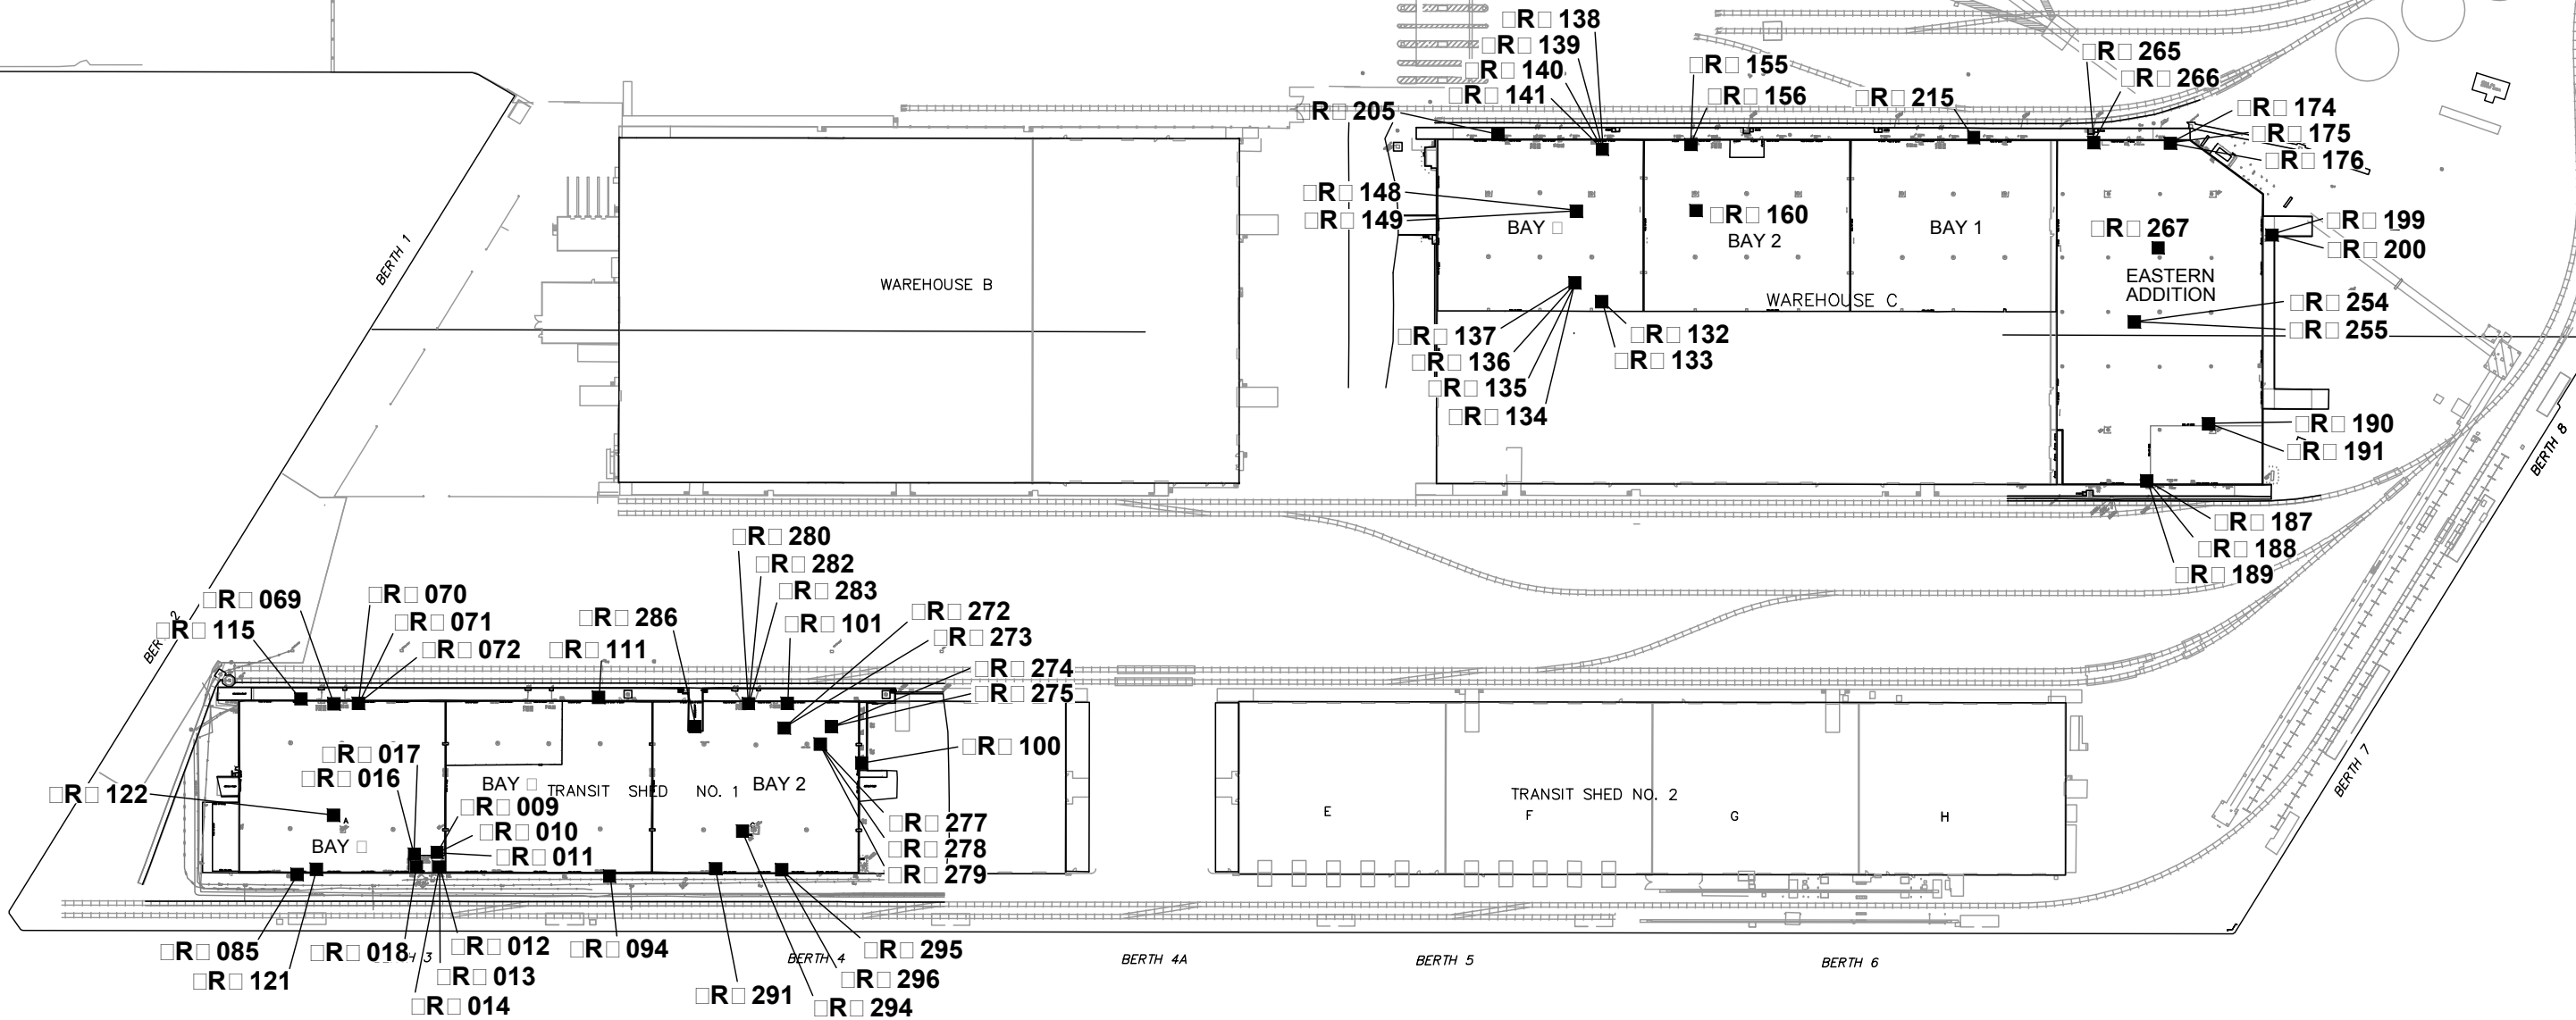 □R□ 138
□R□ 139
□R□ 140
□R□ 141
□R□ 205
□R□ 155
□R□ 156
□R□ 215
□R□ 265
□R□ 266
□R□ 174
□R□ 175
□R□ 176
□R□ 148
□R□ 149
BAY □
□R□ 160
BAY 2
BAY 1
□R□ 267
EASTERN
ADDITION
□R□ 199
□R□ 200
BERTH 1
WAREHOUSE B
WAREHOUSE C
□R□ 254
□R□ 255
□R□ 137
□R□ 136
□R□ 135
□R□ 134
□R□ 132
□R□ 133
□R□ 190
□R□ 191
BERTH 8
□R□ 187
□R□ 188
□R□ 189
□R□ 280
□R□ 282
□R□ 283
□R□ 101
□R□ 069
□R□ 115
□R□ 070
□R□ 071
□R□ 072
□R□ 286
□R□ 111
□R□ 272
□R□ 273
□R□ 274
□R□ 275
BER 2
□R□ 100
□R□ 017
□R□ 016
□R□ 122
BAY □
TRANSIT SHED NO. 1
BAY 2
A
BAY □
□R□ 009
□R□ 010
□R□ 011
□R□ 277
□R□ 278
□R□ 279
TRANSIT SHED NO. 2
E
F
G
H
BERTH 7
□R□ 085
□R□ 121
□R□ 018
H 3
□R□ 012
□R□ 013
□R□ 014
□R□ 094
□R□ 291
BERTH 4
□R□ 295
□R□ 296
□R□ 294
BERTH 4A
BERTH 5
BERTH 6